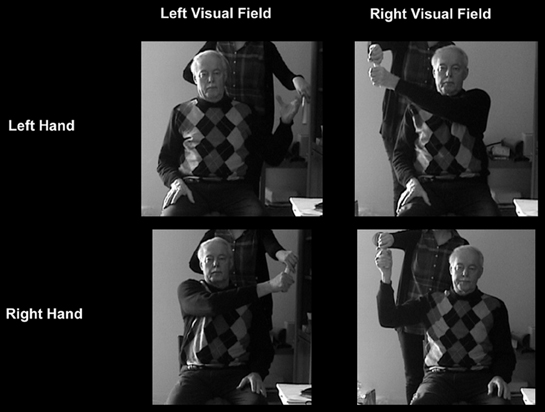 Left Visual Field
Right Visual Field
Left Hand
Right Hand